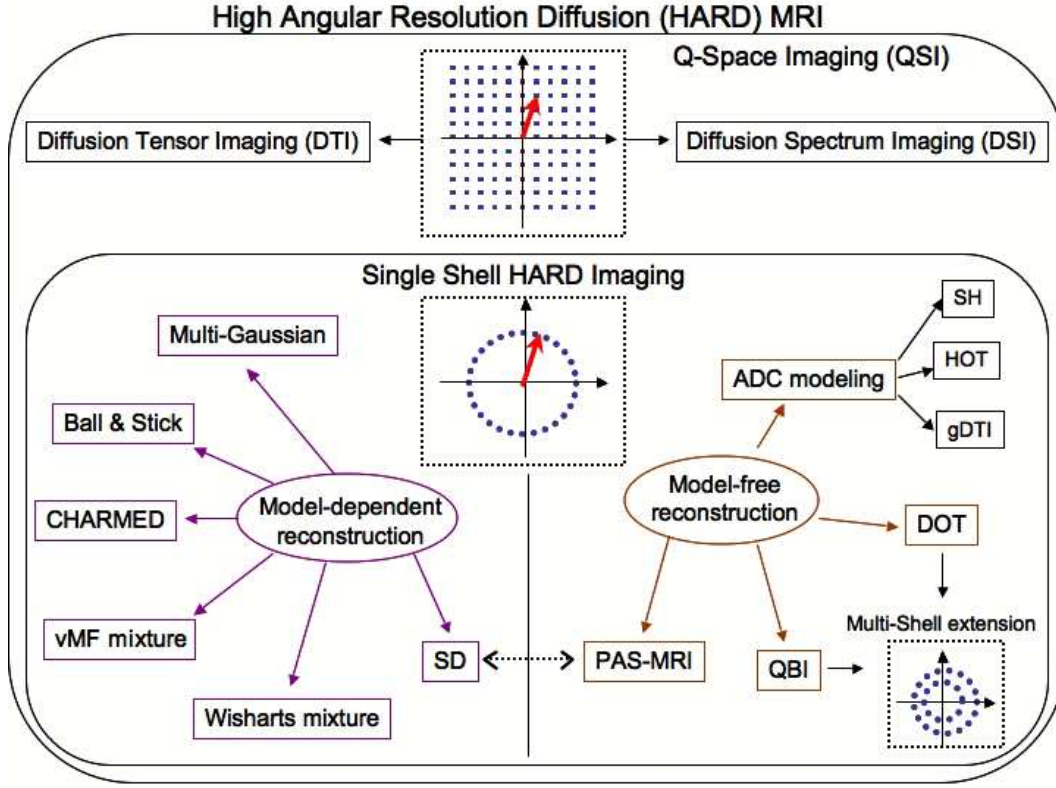 High Angular Resolution Diffusion (HARD) MRI
Q-Space Imaging (QSI)
Diffusion Tensor Imaging (DTI)
Diffusion Spectrum Imaging (DSI)
Single Shell HARD Imaging
Multi-Gaussian
Ball & Stick
CHARMED
vMF mixture
Wisharts mixture
SD
Model-dependent
reconstruction
Model-free
reconstruction
ADC modeling
SH
HOT
gDTI
DOT
PAS-MRI
QBI
Multi-Shell extension